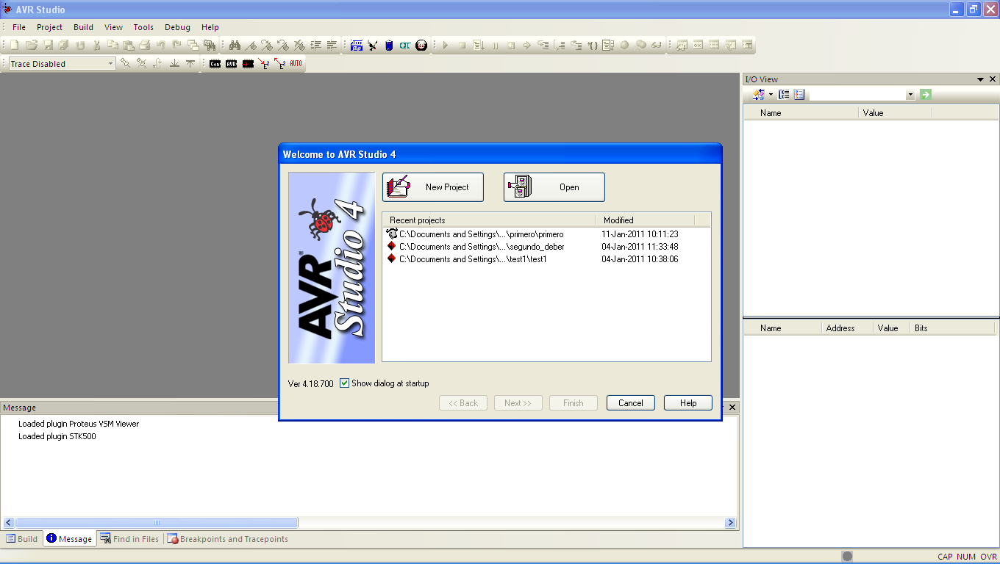 AVR Studio
File Project Build View Tools Debug Help
Trace Disabled
Con AVR AUTO
I/O View
Name Value
Welcome to AVR Studio 4
AVR Studio 4
New Project Open
Recent projects Modified
C:\Documents and Settings\...\primero\primero 11-Jan-2011 10:11:23
C:\Documents and Settings\...\segundo_deber 04-Jan-2011 11:33:48
C:\Documents and Settings\...\test1\test1 04-Jan-2011 10:38:06
Ver 4.18.700 Show dialog at startup
<< Back Next >> Finish Cancel Help
Name Address Value Bits
Message
Loaded plugin Proteus VSM Viewer
Loaded plugin STK500
Build Message Find in Files Breakpoints and Tracepoints
CAP NUM OVR